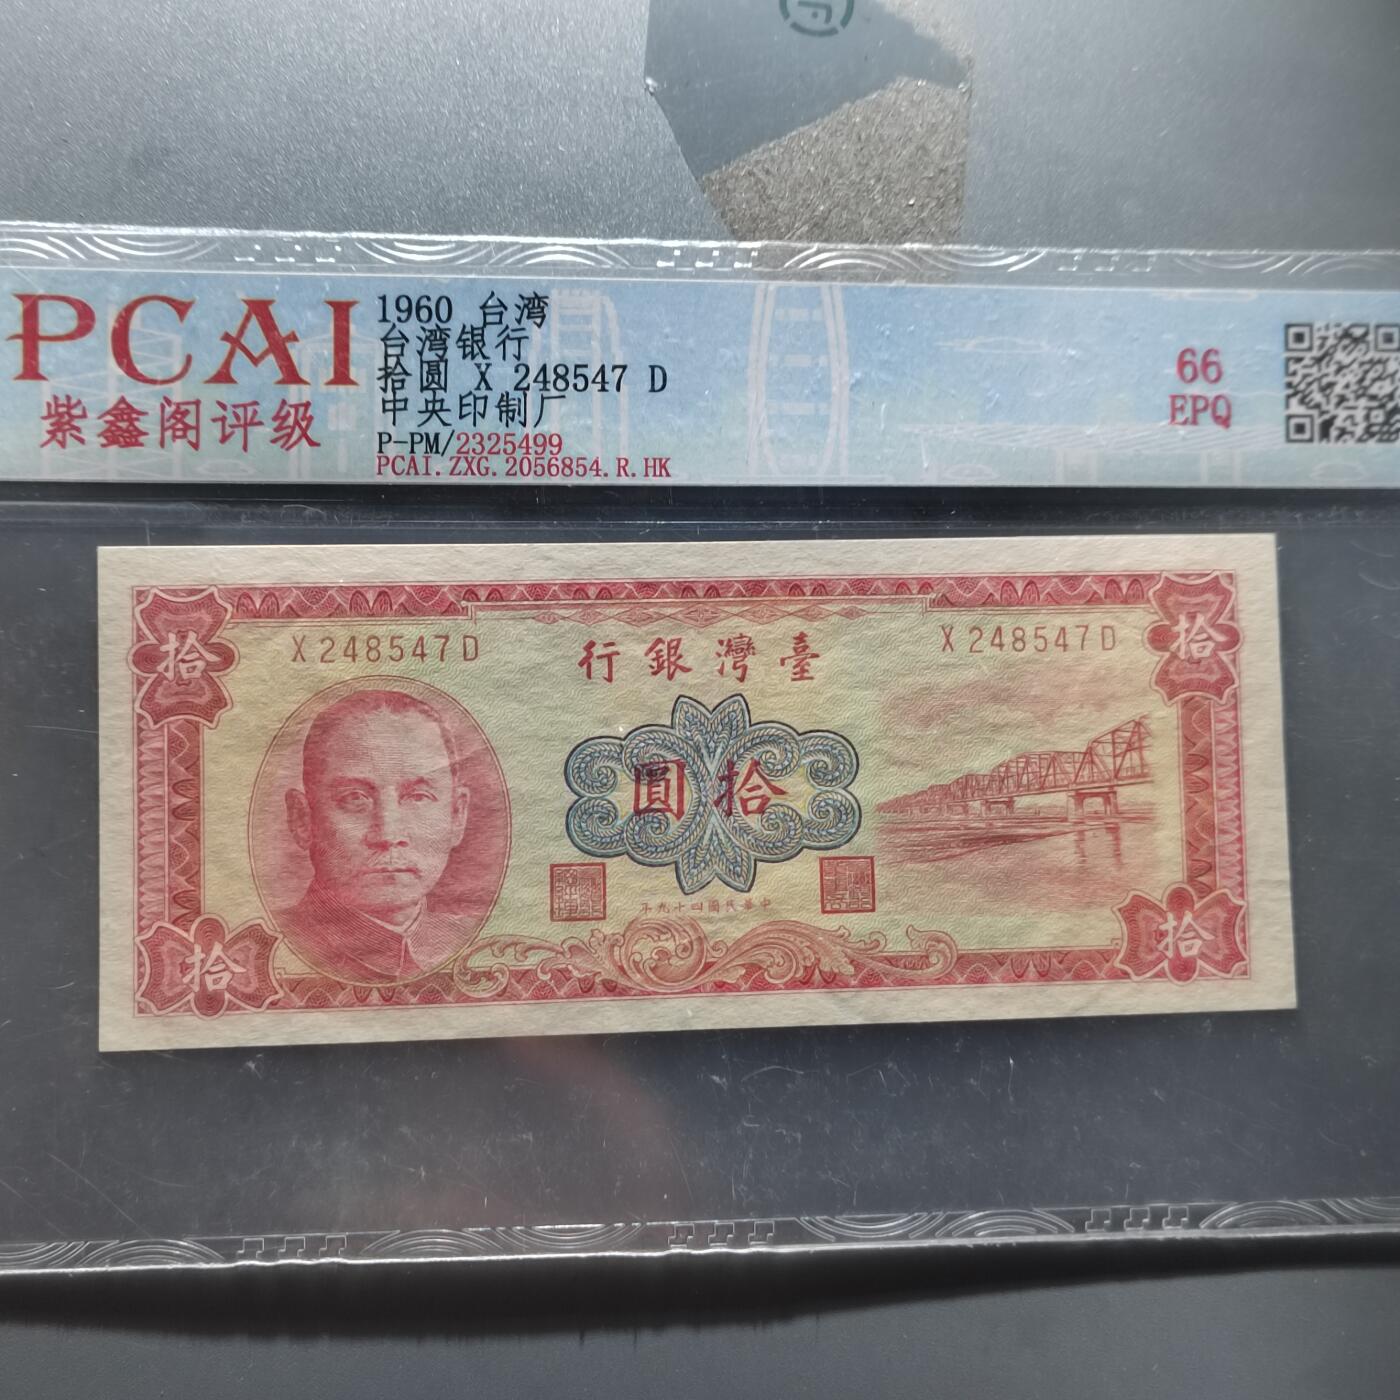 PCAI
紫鑫阁评级
1960 台湾
台湾银行
拾圆 X 248547 D
中央印制厂
P-PM/2325499
PCAI.ZXG.2056854.R.HK
66
EPQ
拾
拾
X248547D
行銀灣臺
X248547D
圓拾
年九十四國民華中
拾
拾